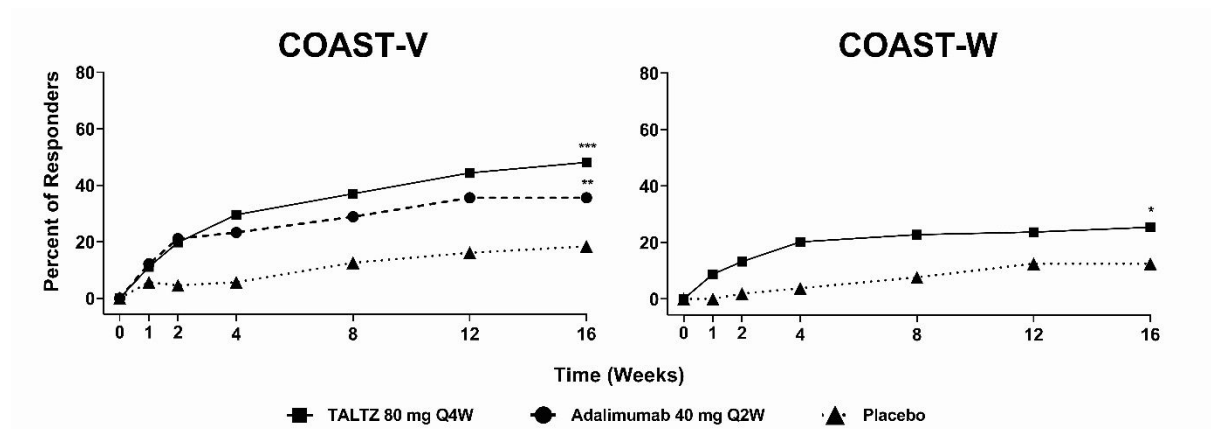 COAST-V
COAST-W
Percent of Responders
80
60
40
20
0
***
**
0 1 2 4 8 12 16
80
60
40
20
0
*
0 1 2 4 8 12 16
Time (Weeks)
TALTZ 80 mg Q4W Adalimumab 40 mg Q2W Placebo